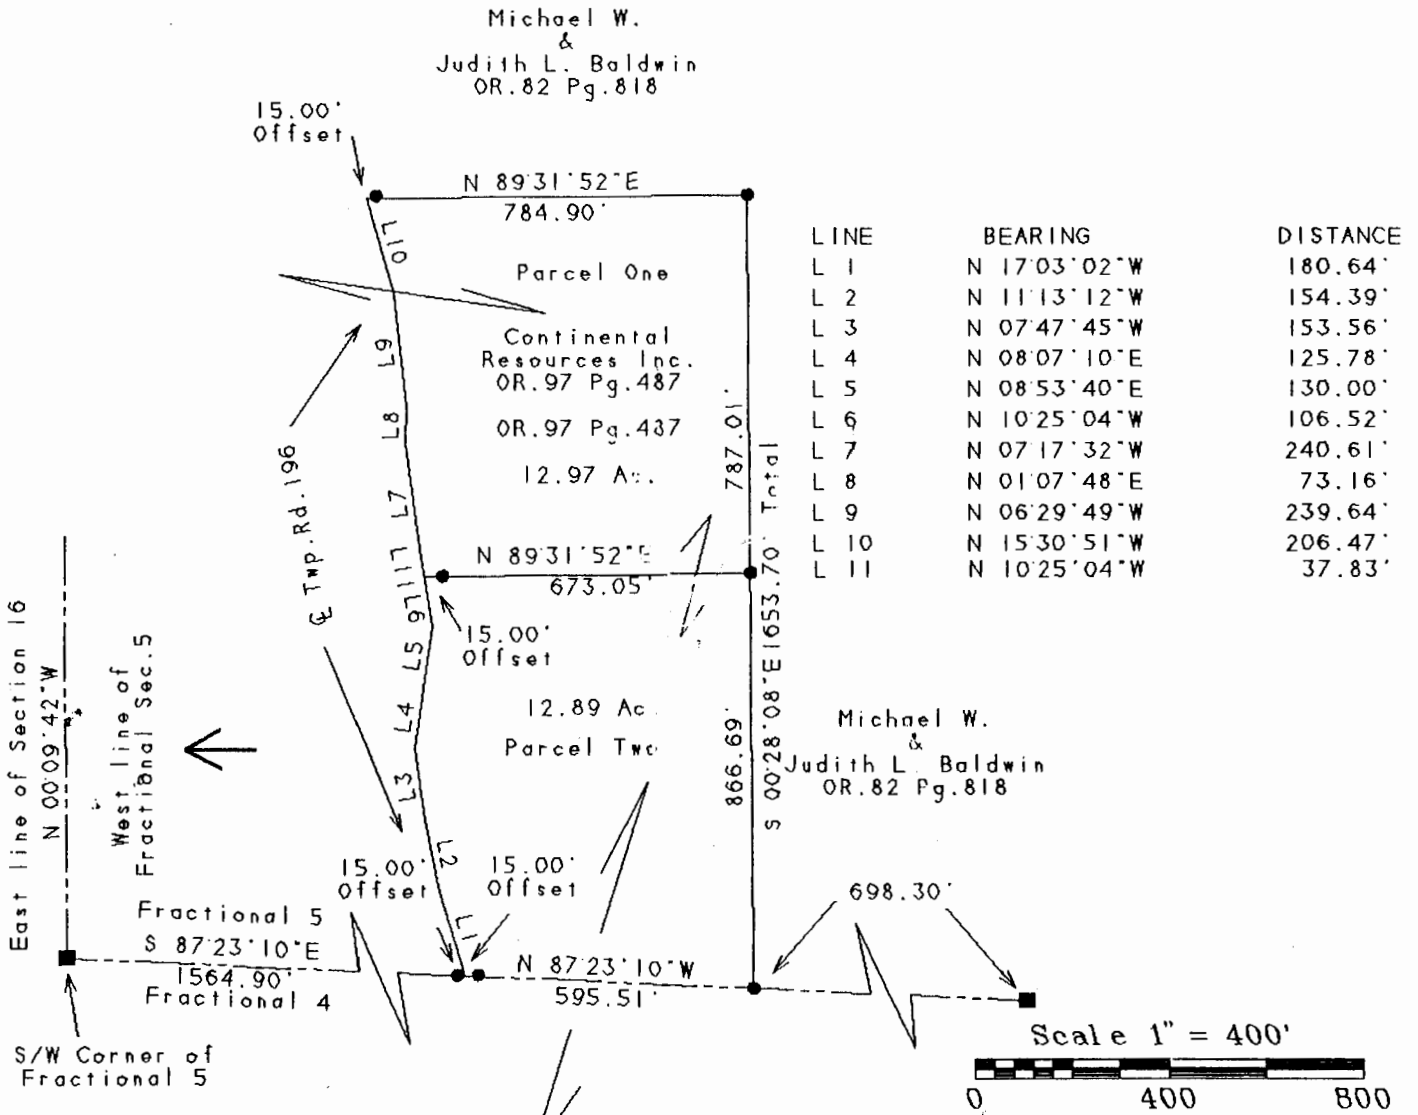 Michael W.
&
Judith L. Baldwin
OR.82 Pg.818
15.00'
Offset
N 89°31'52"E
784.90'
L10
Parcel One
Continental
Resources Inc.
OR.97 Pg.487
OR.97 Pg.437
12.97 Ac.
L9
L8
L7
L11
L6
L5
L4
L3
L2
L1
℄ Twp.Rd.196
787.01'
S 00°28'08"E 1653.70' Total
N 89°31'52"E
673.05'
15.00'
Offset
12.89 Ac.
Parcel Two
866.69'
LINE BEARING DISTANCE
L 1 N 17°03'02"W 180.64'
L 2 N 11°13'12"W 154.39'
L 3 N 07°47'45"W 153.56'
L 4 N 08°07'10"E 125.78'
L 5 N 08°53'40"E 130.00'
L 6 N 10°25'04"W 106.52'
L 7 N 07°17'32"W 240.61'
L 8 N 01°07'48"E 73.16'
L 9 N 06°29'49"W 239.64'
L 10 N 15°30'51"W 206.47'
L 11 N 10°25'04"W 37.83'
Michael W.
&
Judith L. Baldwin
OR.82 Pg.818
East line of Section 16
N 00°09'42"W
West line of
Fractional Sec.5
15.00'
Offset
15.00'
Offset
698.30'
Fractional 5
S 87°23'10"E
1564.90'
Fractional 4
N 87°23'10"W
595.51'
S/W Corner of
Fractional 5
Scale 1" = 400'
0 400 800